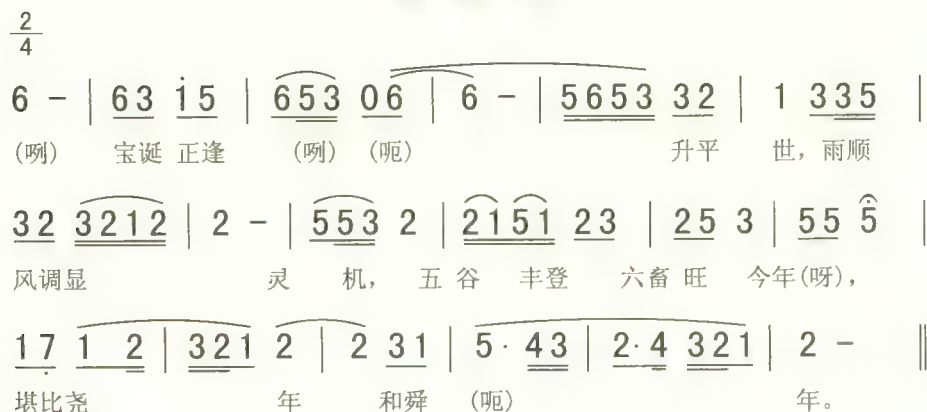 2
4
6 - | 63 i5 | 653 06 | 6 - | 5653 32 | 1 335 |
(咧) 宝诞 正逢 (咧) (呃) 升平 世，雨顺
32 3212 | 2 - | 553 2 | 2151 23 | 25 3 | 55 5 |
风调显 灵 机， 五 谷 丰登 六畜 旺 今年(呀)，
17 1 2 | 321 2 | 2 31 | 5· 43 | 2·4 321 | 2 - ‖
堪比尧 年 和舜 (呃) 年。